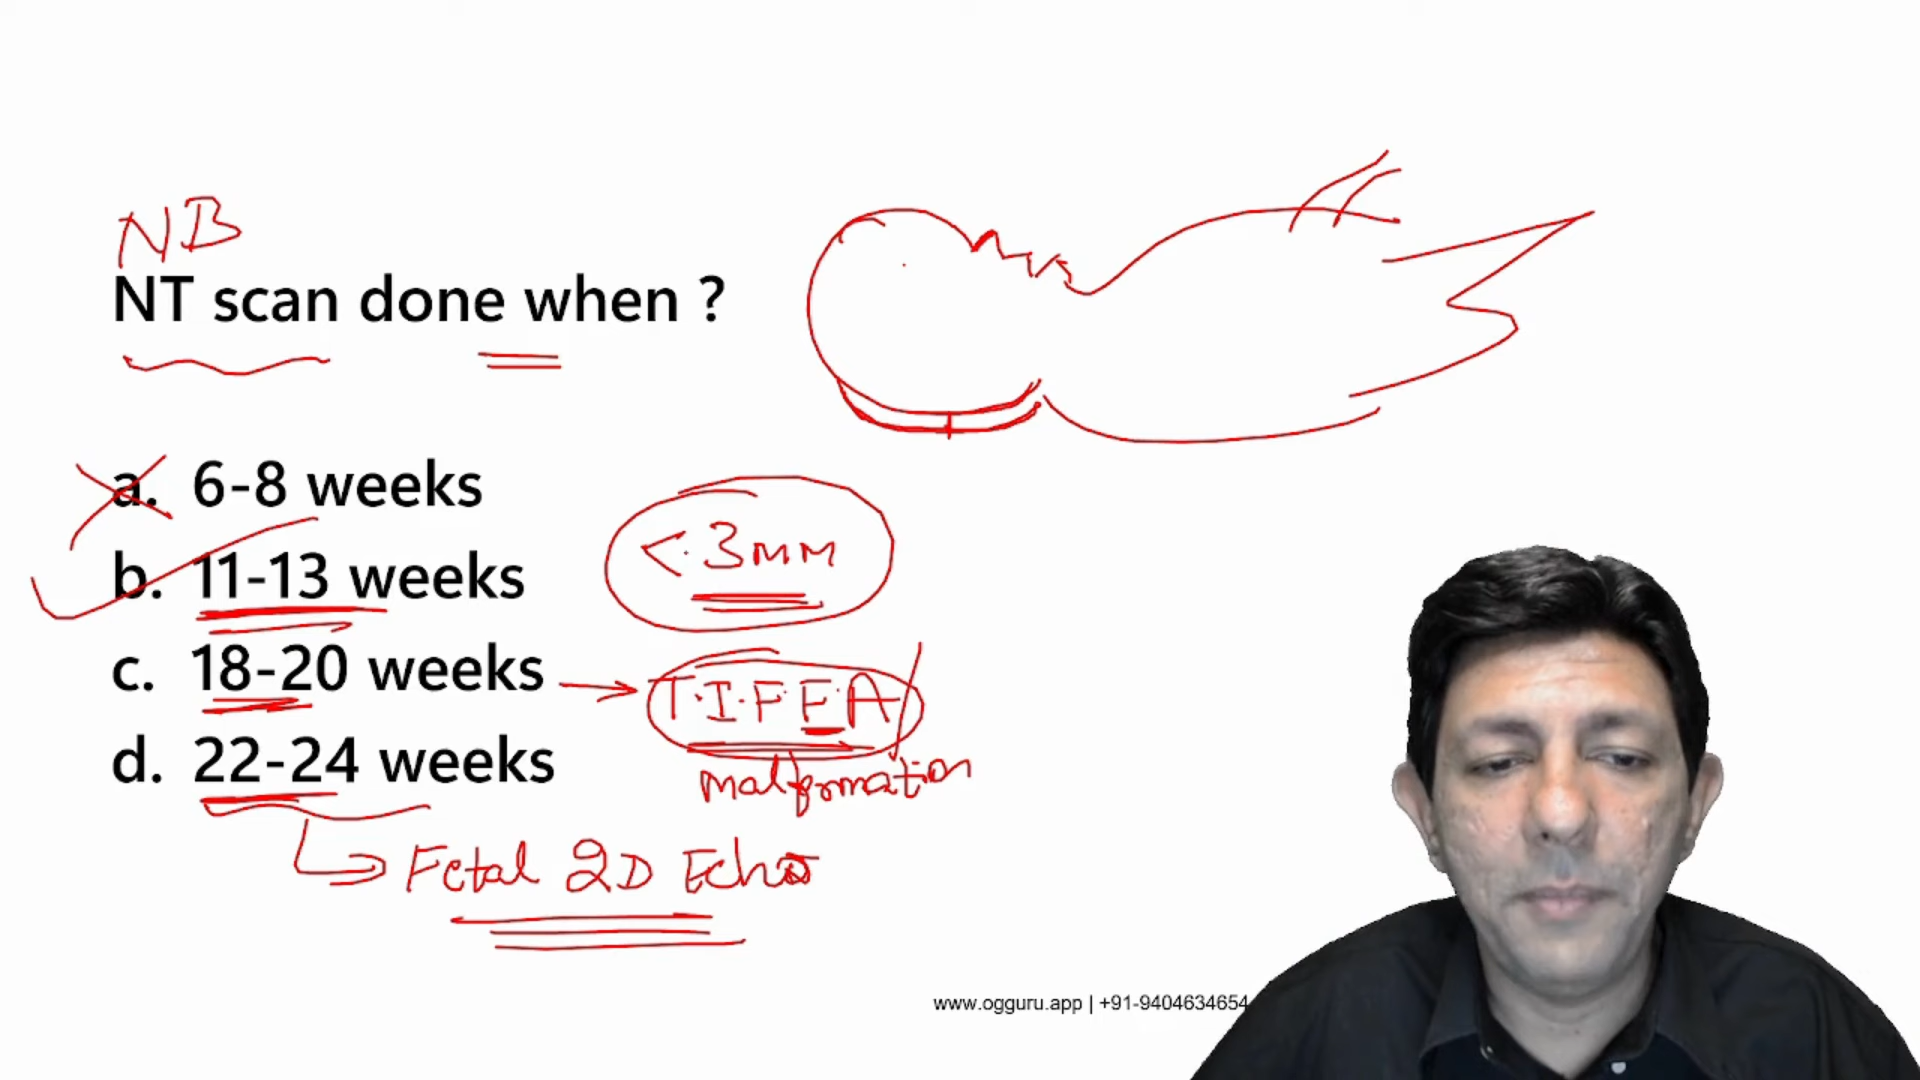 NB
NT scan done when ?
a. 6-8 weeks
b. 11-13 weeks
<3mm
c. 18-20 weeks
T.I.F.F.A
malformation
d. 22-24 weeks
Fetal 2D Echo
www.ogguru.app | +91-9404634654